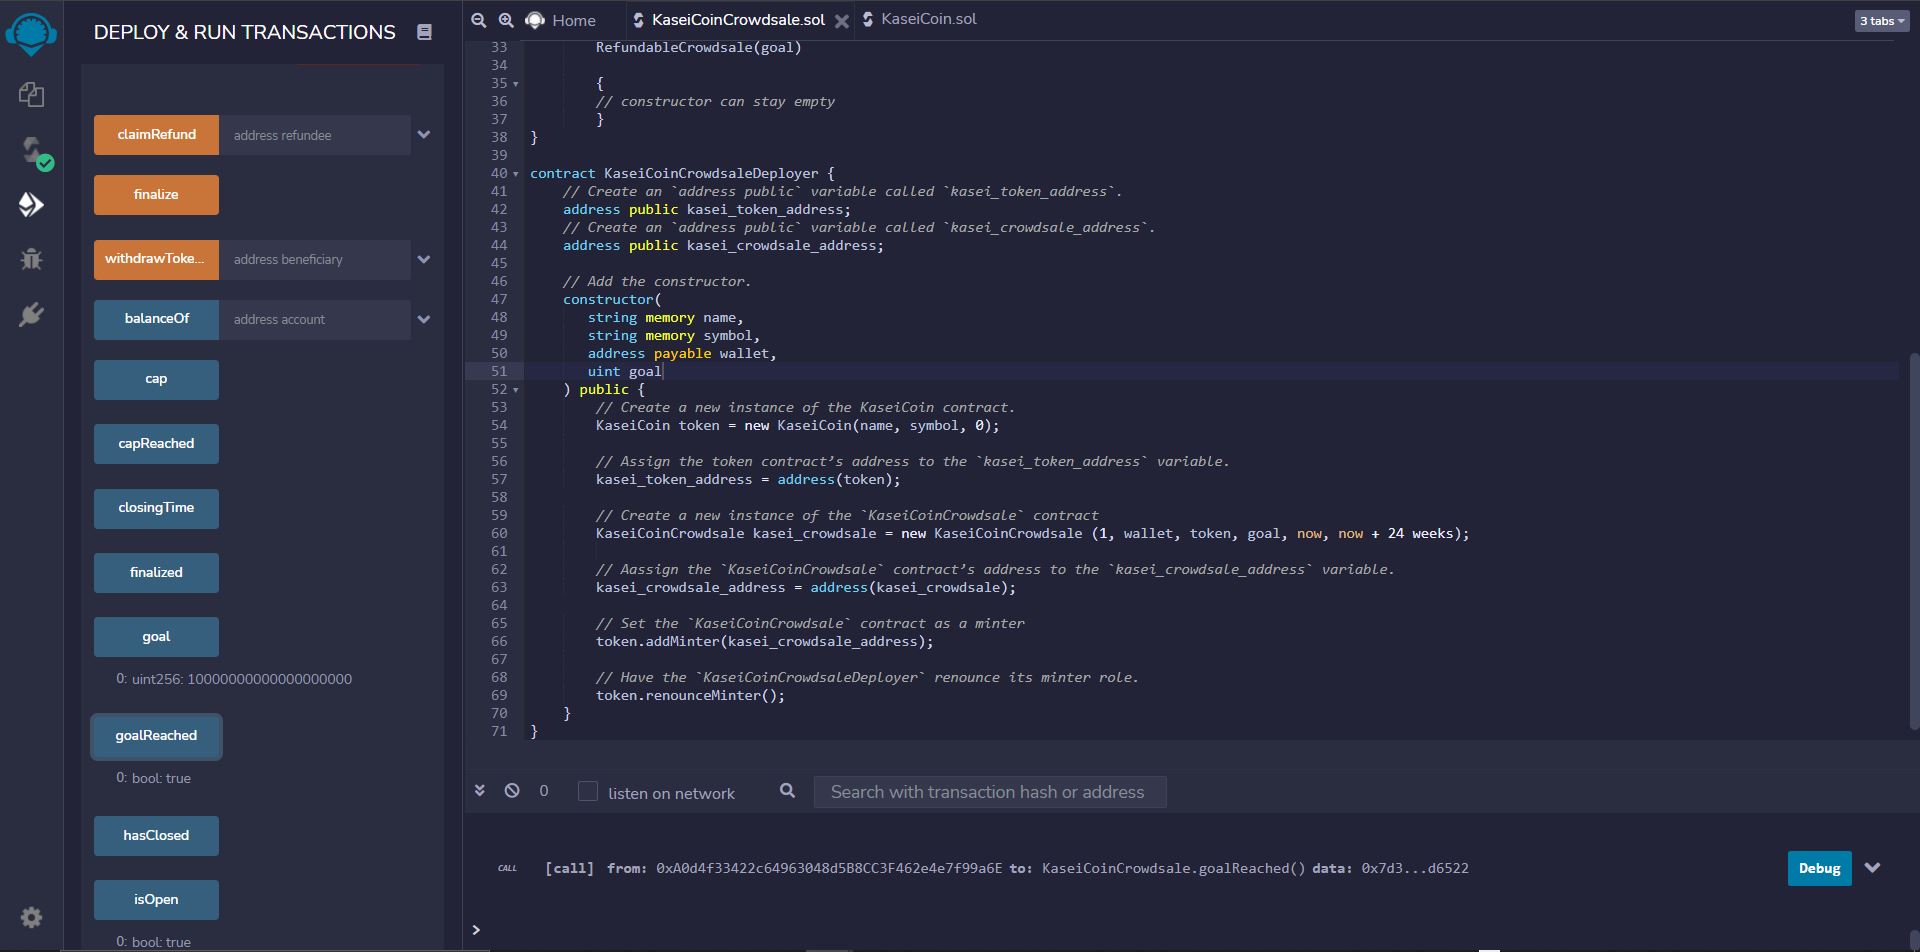 DEPLOY & RUN TRANSACTIONS
claimRefund address refundee
finalize
withdrawToke... address beneficiary
balanceOf address account
cap
capReached
closingTime
finalized
goal
0: uint256: 10000000000000000000
goalReached
0: bool: true
hasClosed
isOpen
0: bool: true
Home KaseiCoinCrowdsale.sol KaseiCoin.sol 3 tabs
33 RefundableCrowdsale(goal)
34
35 {
36 // constructor can stay empty
37 }
38 }
39
40 contract KaseiCoinCrowdsaleDeployer {
41 // Create an `address public` variable called `kasei_token_address`.
42 address public kasei_token_address;
43 // Create an `address public` variable called `kasei_crowdsale_address`.
44 address public kasei_crowdsale_address;
45
46 // Add the constructor.
47 constructor(
48 string memory name,
49 string memory symbol,
50 address payable wallet,
51 uint goal
52 ) public {
53 // Create a new instance of the KaseiCoin contract.
54 KaseiCoin token = new KaseiCoin(name, symbol, 0);
55
56 // Assign the token contract’s address to the `kasei_token_address` variable.
57 kasei_token_address = address(token);
58
59 // Create a new instance of the `KaseiCoinCrowdsale` contract
60 KaseiCoinCrowdsale kasei_crowdsale = new KaseiCoinCrowdsale (1, wallet, token, goal, now, now + 24 weeks);
61
62 // Aassign the `KaseiCoinCrowdsale` contract’s address to the `kasei_crowdsale_address` variable.
63 kasei_crowdsale_address = address(kasei_crowdsale);
64
65 // Set the `KaseiCoinCrowdsale` contract as a minter
66 token.addMinter(kasei_crowdsale_address);
67
68 // Have the `KaseiCoinCrowdsaleDeployer` renounce its minter role.
69 token.renounceMinter();
70 }
71 }
0 listen on network Search with transaction hash or address
CALL [call] from: 0xA0d4f33422c64963048d5B8CC3F462e4e7f99a6E to: KaseiCoinCrowdsale.goalReached() data: 0x7d3...d6522 Debug
>